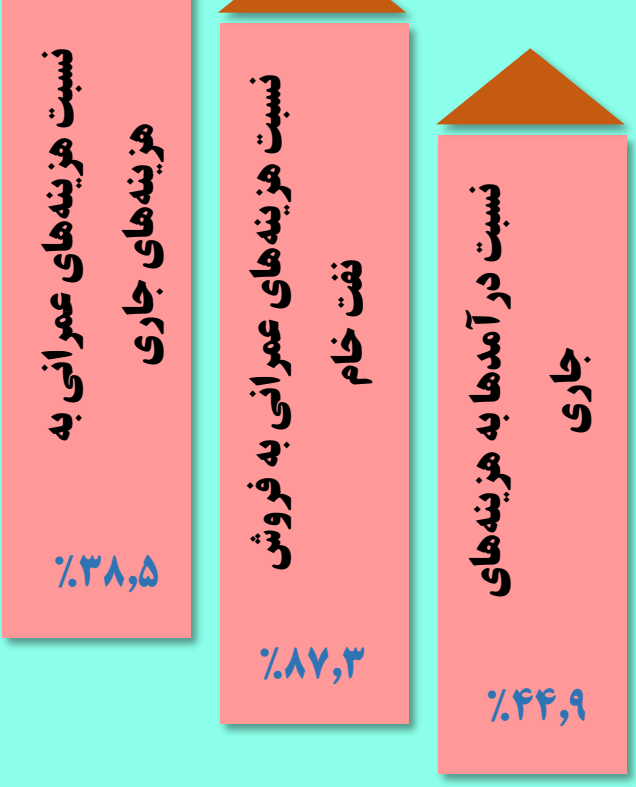 نسبت هزینه‌های عمرانی به
هزینه‌های جاری
%۳۸,۵
نسبت هزینه‌های عمرانی به فروش
نفت خام
%۸۷,۳
نسبت درآمدها به هزینه‌های
جاری
%۴۴,۹